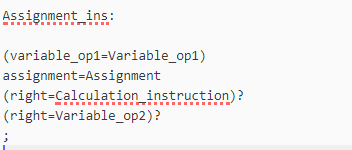 Assignment_ins:
(variable_op1=Variable_op1)
assignment=Assignment
(right=Calculation_instruction)?
(right=Variable_op2)?
;